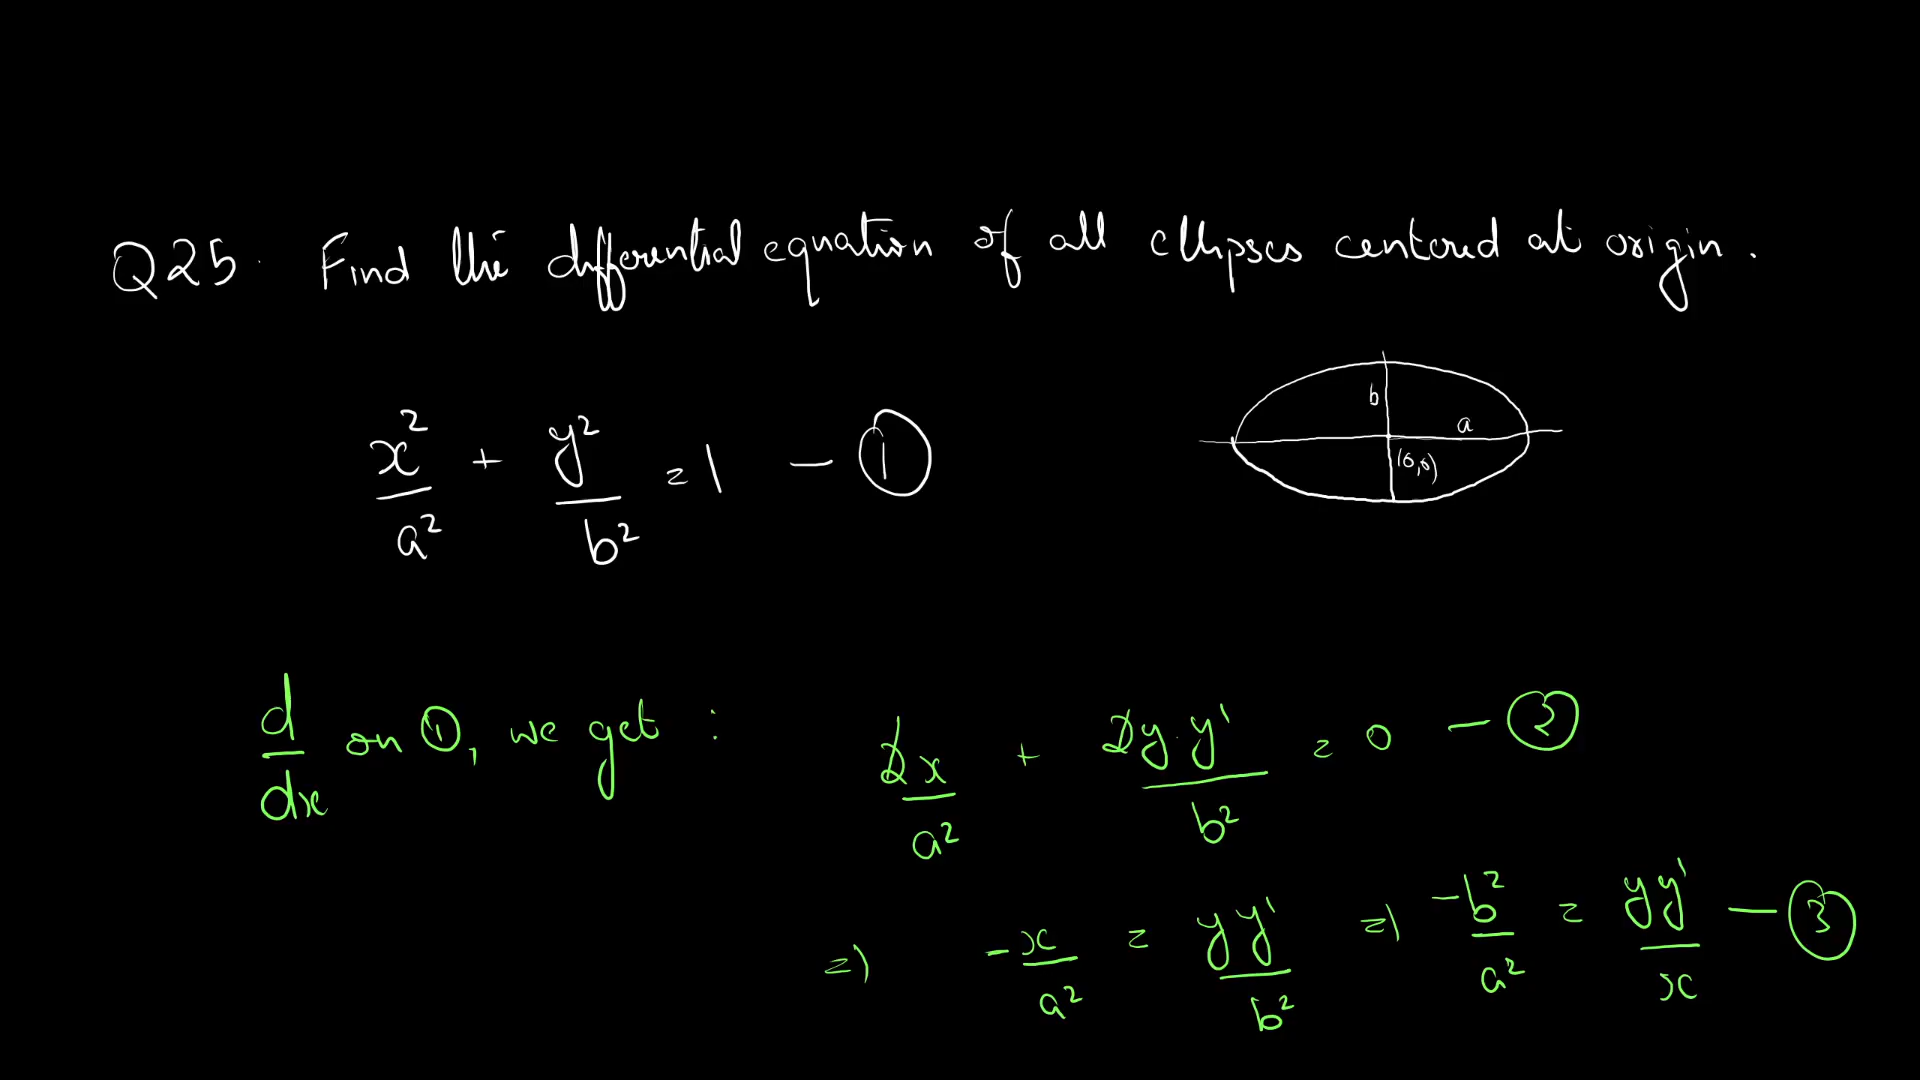 Q25. Find the differential equation of all ellipses centered at origin.
x²/a² + y²/b² = 1 — ①
b
a
(0,0)
d/dx on ①, we get : 2x/a² + 2y.y'/b² = 0 — ②
=) -x/a² = yy'/b² =) -b²/a² = yy'/x — ③